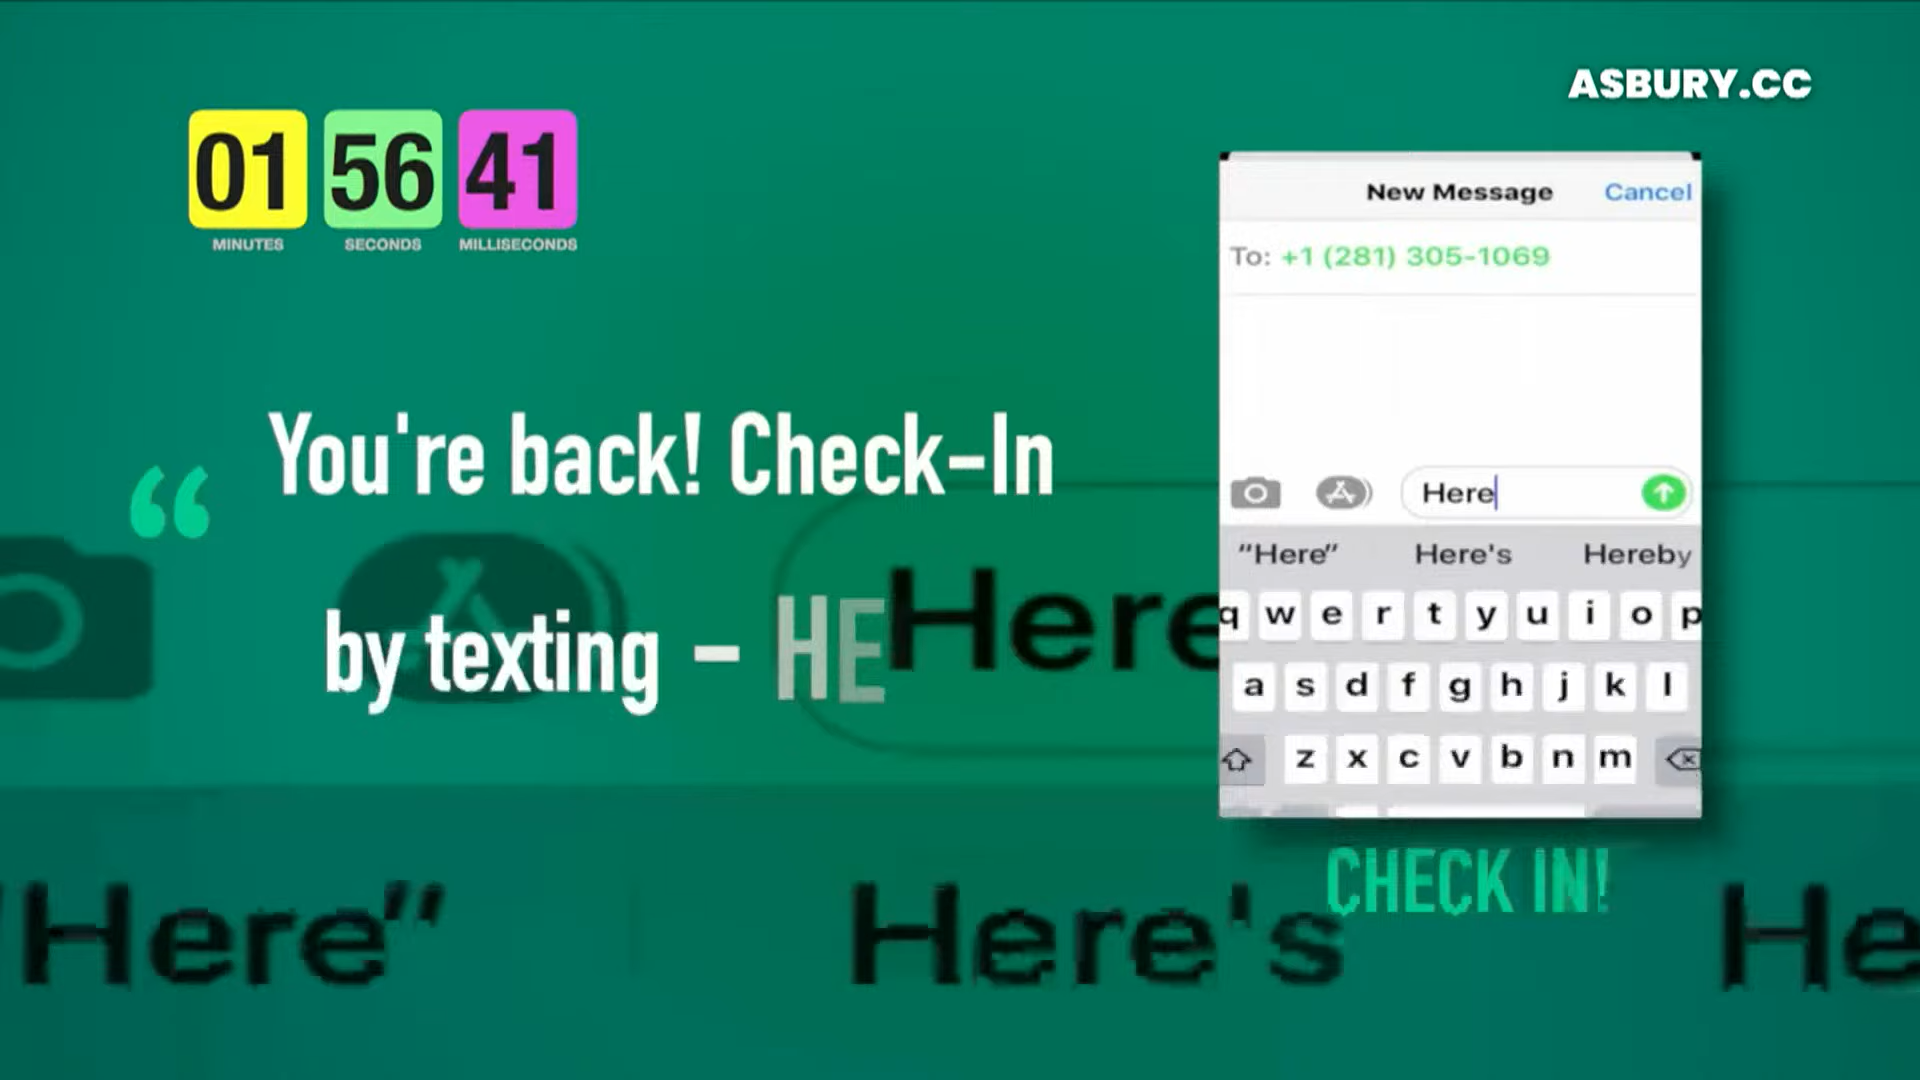 ASBURY.CC
01 56 41
MINUTES SECONDS MILLISECONDS
You're back! Check-In
by texting - HE
New Message Cancel
To: +1 (281) 305-1069
Here
"Here" Here's Hereby
q w e r t y u i o p
a s d f g h j k l
z x c v b n m
CHECK IN!
Here
"Here" Here's He